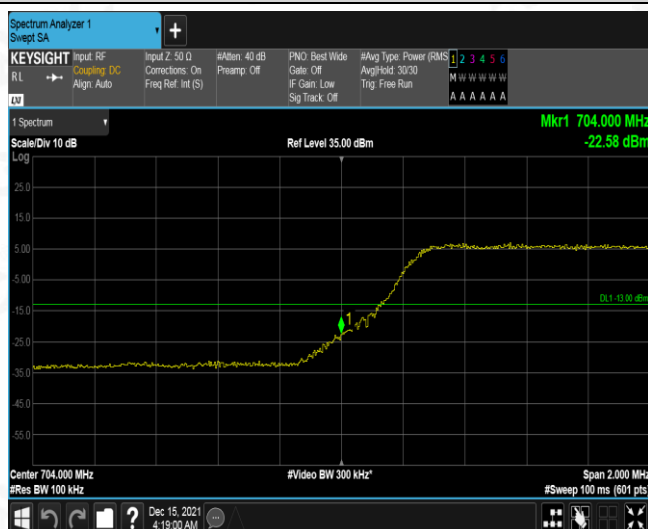 Spectrum Analyzer 1
Swept SA
+
KEYSIGHT
RL
LXI
Input: RF
Coupling: DC
Align: Auto
Input Z: 50 Ω
Corrections: On
Freq Ref: Int (S)
#Atten: 40 dB
Preamp: Off
PNO: Best Wide
Gate: Off
IF Gain: Low
Sig Track: Off
#Avg Type: Power (RMS
Avg|Hold: 30/30
Trig: Free Run
1 2 3 4 5 6
M W W W W W
A A A A A A
1 Spectrum
Mkr1 704.000 MHz
-22.58 dBm
Scale/Div 10 dB
Ref Level 35.00 dBm
Log
25.0
15.0
5.00
-5.00
DL1 -13.00 dBm
-15.0
1
-25.0
-35.0
-45.0
-55.0
Center 704.000 MHz
#Video BW 300 kHz*
Span 2.000 MHz
#Res BW 100 kHz
#Sweep 100 ms (601 pts)
?
Dec 15, 2021
4:19:00 AM